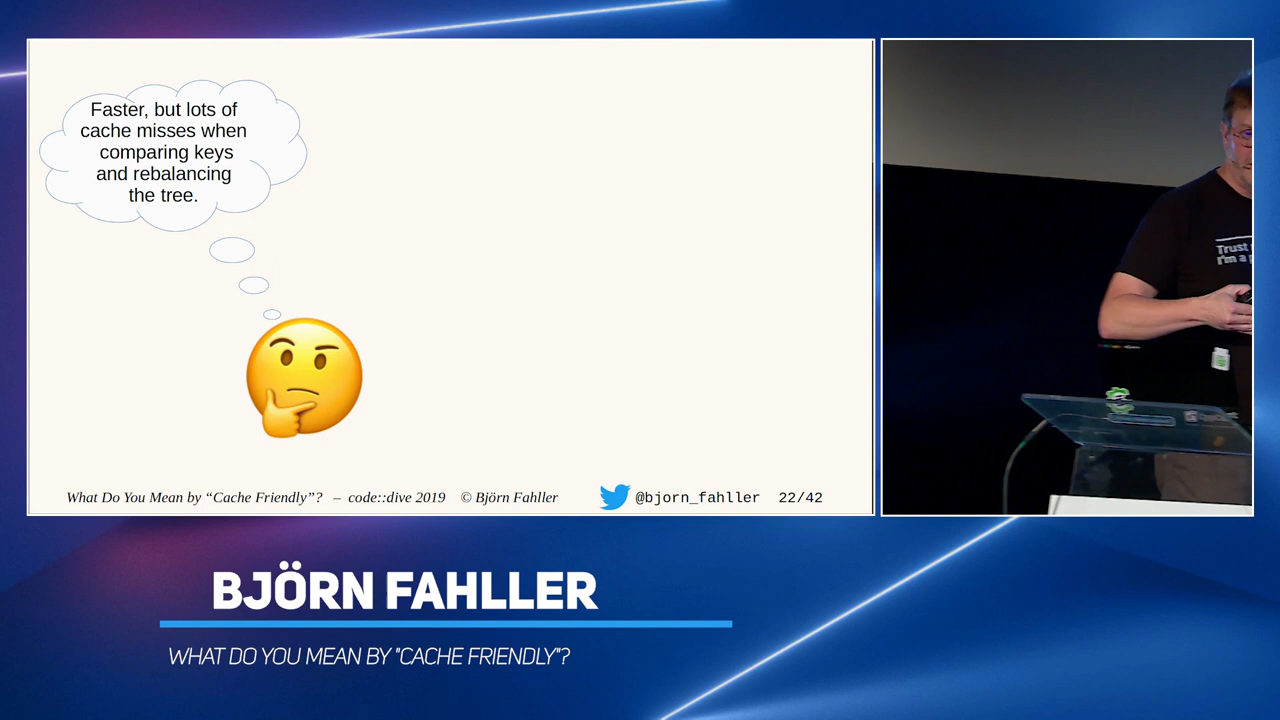 Faster, but lots of
cache misses when
comparing keys
and rebalancing
the tree.
What Do You Mean by “Cache Friendly”? – code::dive 2019 © Björn Fahller
@bjorn_fahller 22/42
Trust
I'm a
BJÖRN FAHLLER
WHAT DO YOU MEAN BY "CACHE FRIENDLY"?